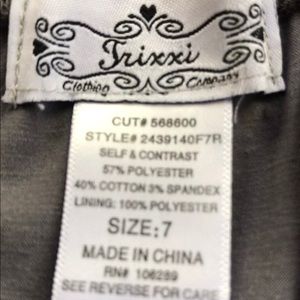 Trixxi
Clothing Company
CUT# 568600
STYLE# 2439140F7R
SELF & CONTRAST
57% POLYESTER
40% COTTON 3% SPANDEX
LINING: 100% POLYESTER
SIZE: 7
MADE IN CHINA
RN# 106289
SEE REVERSE FOR CARE